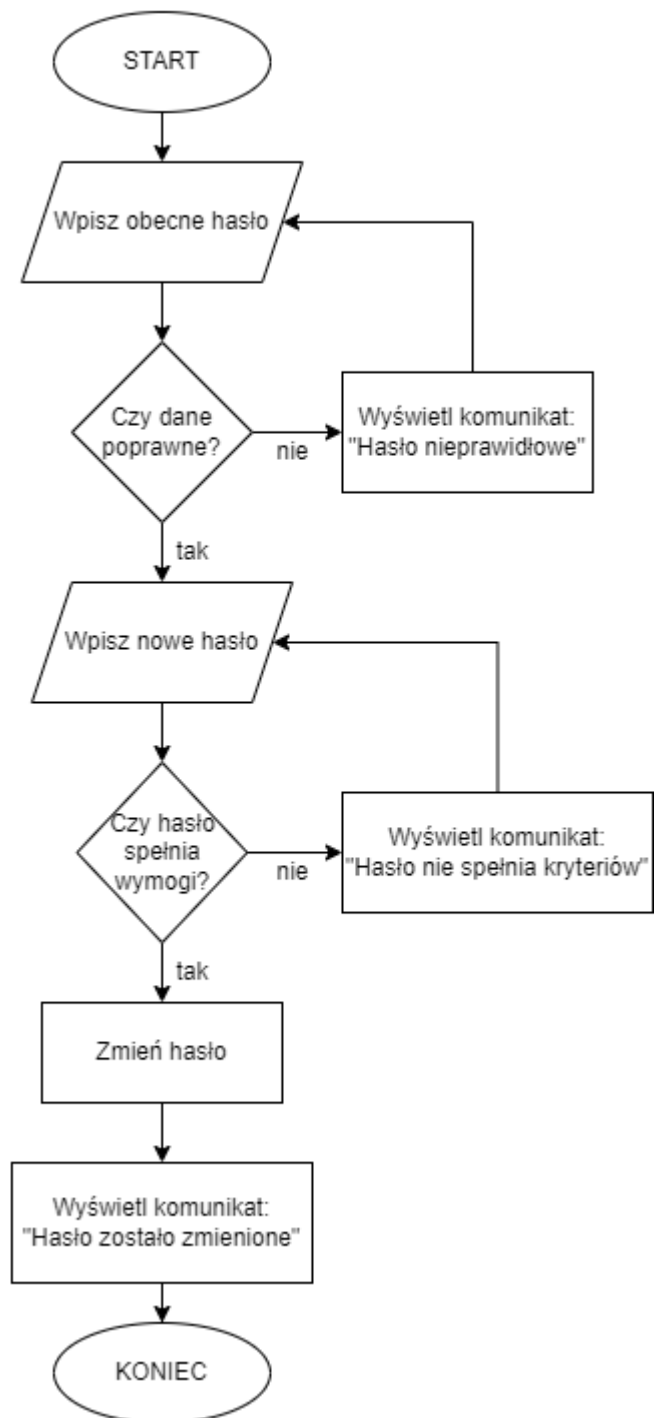 START
Wpisz obecne hasło
Czy dane
poprawne?
nie
Wyświetl komunikat:
"Hasło nieprawidłowe"
tak
Wpisz nowe hasło
Czy hasło
spełnia
wymogi?
nie
Wyświetl komunikat:
"Hasło nie spełnia kryteriów"
tak
Zmień hasło
Wyświetl komunikat:
"Hasło zostało zmienione"
KONIEC